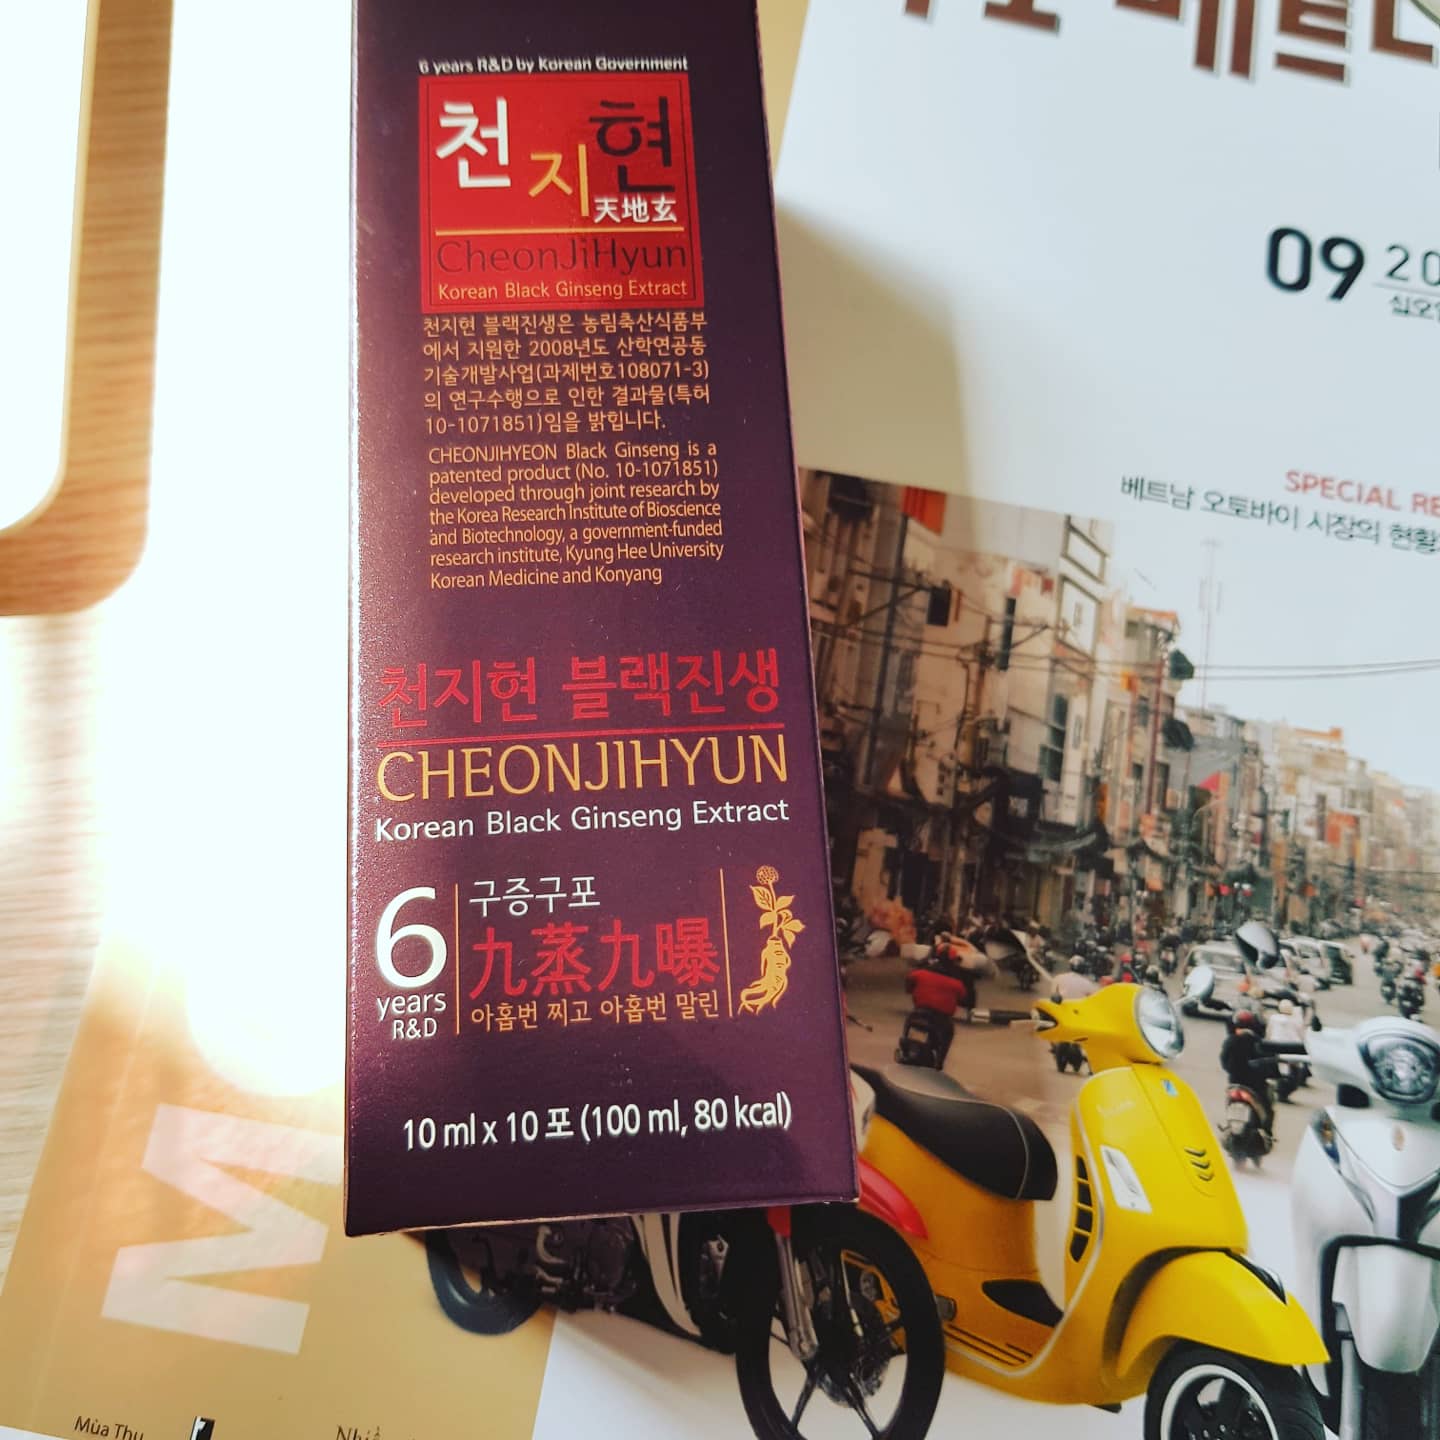 6 years R&D by Korean Government
천지현
天地玄
CheonJiHyun
Korean Black Ginseng Extract
천지현 블랙진생은 농림축산식품부
에서 지원한 2008년도 산학연공동
기술개발사업(과제번호108071-3)
의 연구수행으로 인한 결과물(특허
10-1071851)임을 밝힙니다.
CHEONJIHYEON Black Ginseng is a
patented product (No. 10-1071851)
developed through joint research by
the Korea Research Institute of Bioscience
and Biotechnology, a government-funded
research institute, Kyung Hee University
Korean Medicine and Konyang
천지현 블랙진생
CHEONJIHYUN
Korean Black Ginseng Extract
6
years
R&D
구증구포
九蒸九曝
아홉번 찌고 아홉번 말린
10 ml x 10 포 (100 ml, 80 kcal)
09
SPECIAL
베트남 오토바이 시장의 현황
M
Mùa Thu